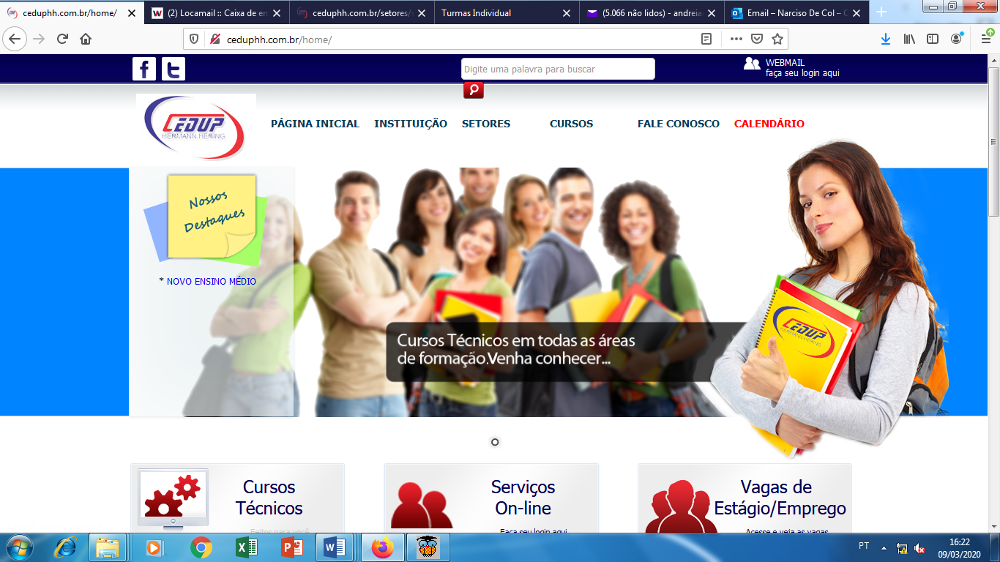 ceduphh.com.br/home/
(2) Locamail :: Caixa de en
ceduphh.com.br/setores/
Turmas Individual
(5.066 não lidos) - andreia
Email – Narciso De Col –
ceduphh.com.br/home/
Digite uma palavra para buscar
WEBMAIL
faça seu login aqui
CEDUP
HERMANN HERING
PÁGINA INICIAL INSTITUIÇÃO SETORES CURSOS FALE CONOSCO CALENDÁRIO
Nossos
Destaques
* NOVO ENSINO MÉDIO
CEDUP
HERMANN HERING
Cursos Técnicos em todas as áreas
de formação.Venha conhecer...
Cursos
Técnicos
Feitos para você
Serviços
On-line
Faça seu login aqui
Vagas de
Estágio/Emprego
Acesse e veja as vagas
PT
16:22
09/03/2020